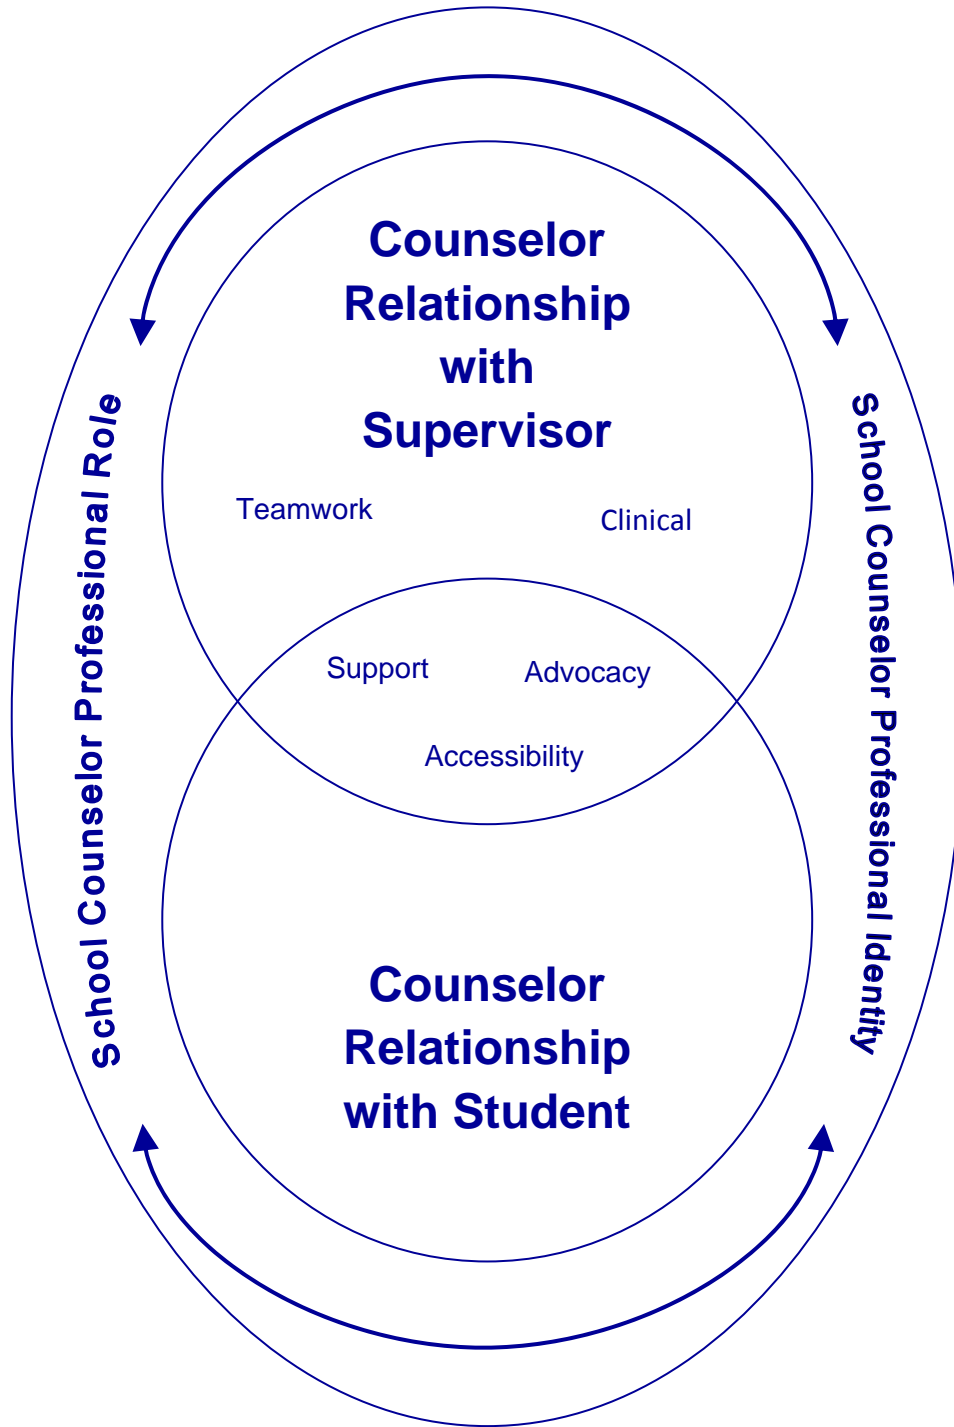 Counselor
Relationship
with
Supervisor
Teamwork
Clinical
Support
Advocacy
Accessibility
Counselor
Relationship
with Student
School Counselor Professional Role
School Counselor Professional Identity